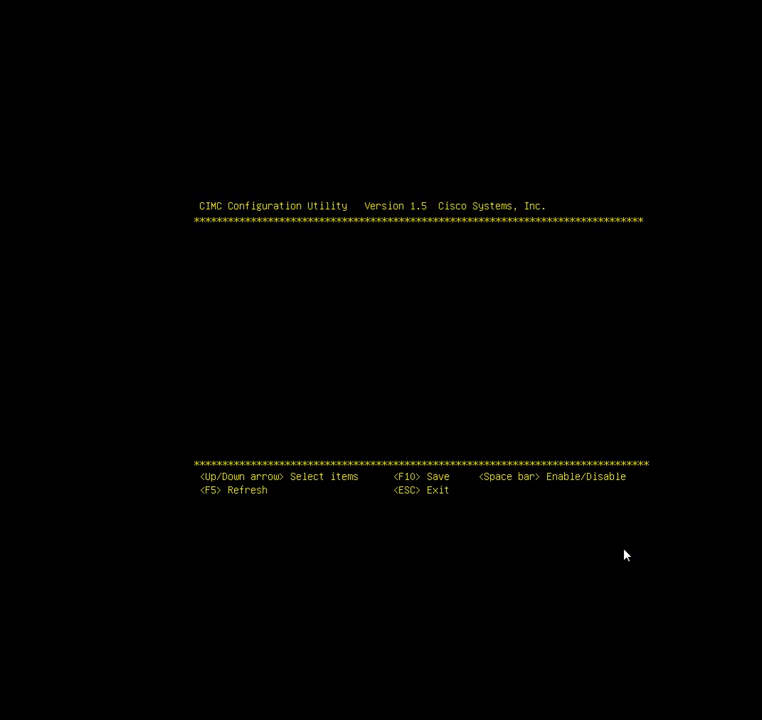 CIMC Configuration Utility   Version 1.5  Cisco Systems, Inc.
*******************************************************************************
********************************************************************************
<Up/Down arrow> Select items      <F10> Save     <Space bar> Enable/Disable
<F5> Refresh                      <ESC> Exit